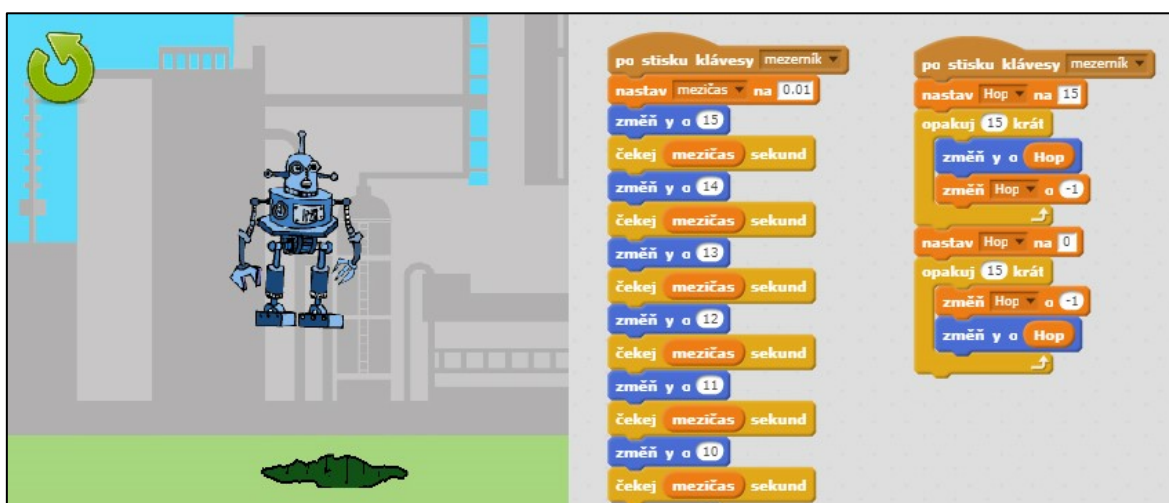 po stisku klávesy mezerník
nastav mezičas na 0.01
změň y o 15
čekej mezičas sekund
změň y o 14
čekej mezičas sekund
změň y o 13
čekej mezičas sekund
změň y o 12
čekej mezičas sekund
změň y o 11
čekej mezičas sekund
změň y o 10
čekej mezičas sekund
po stisku klávesy mezerník
nastav Hop na 15
opakuj 15 krát
změň y o Hop
změň Hop o -1
nastav Hop na 0
opakuj 15 krát
změň Hop o -1
změň y o Hop